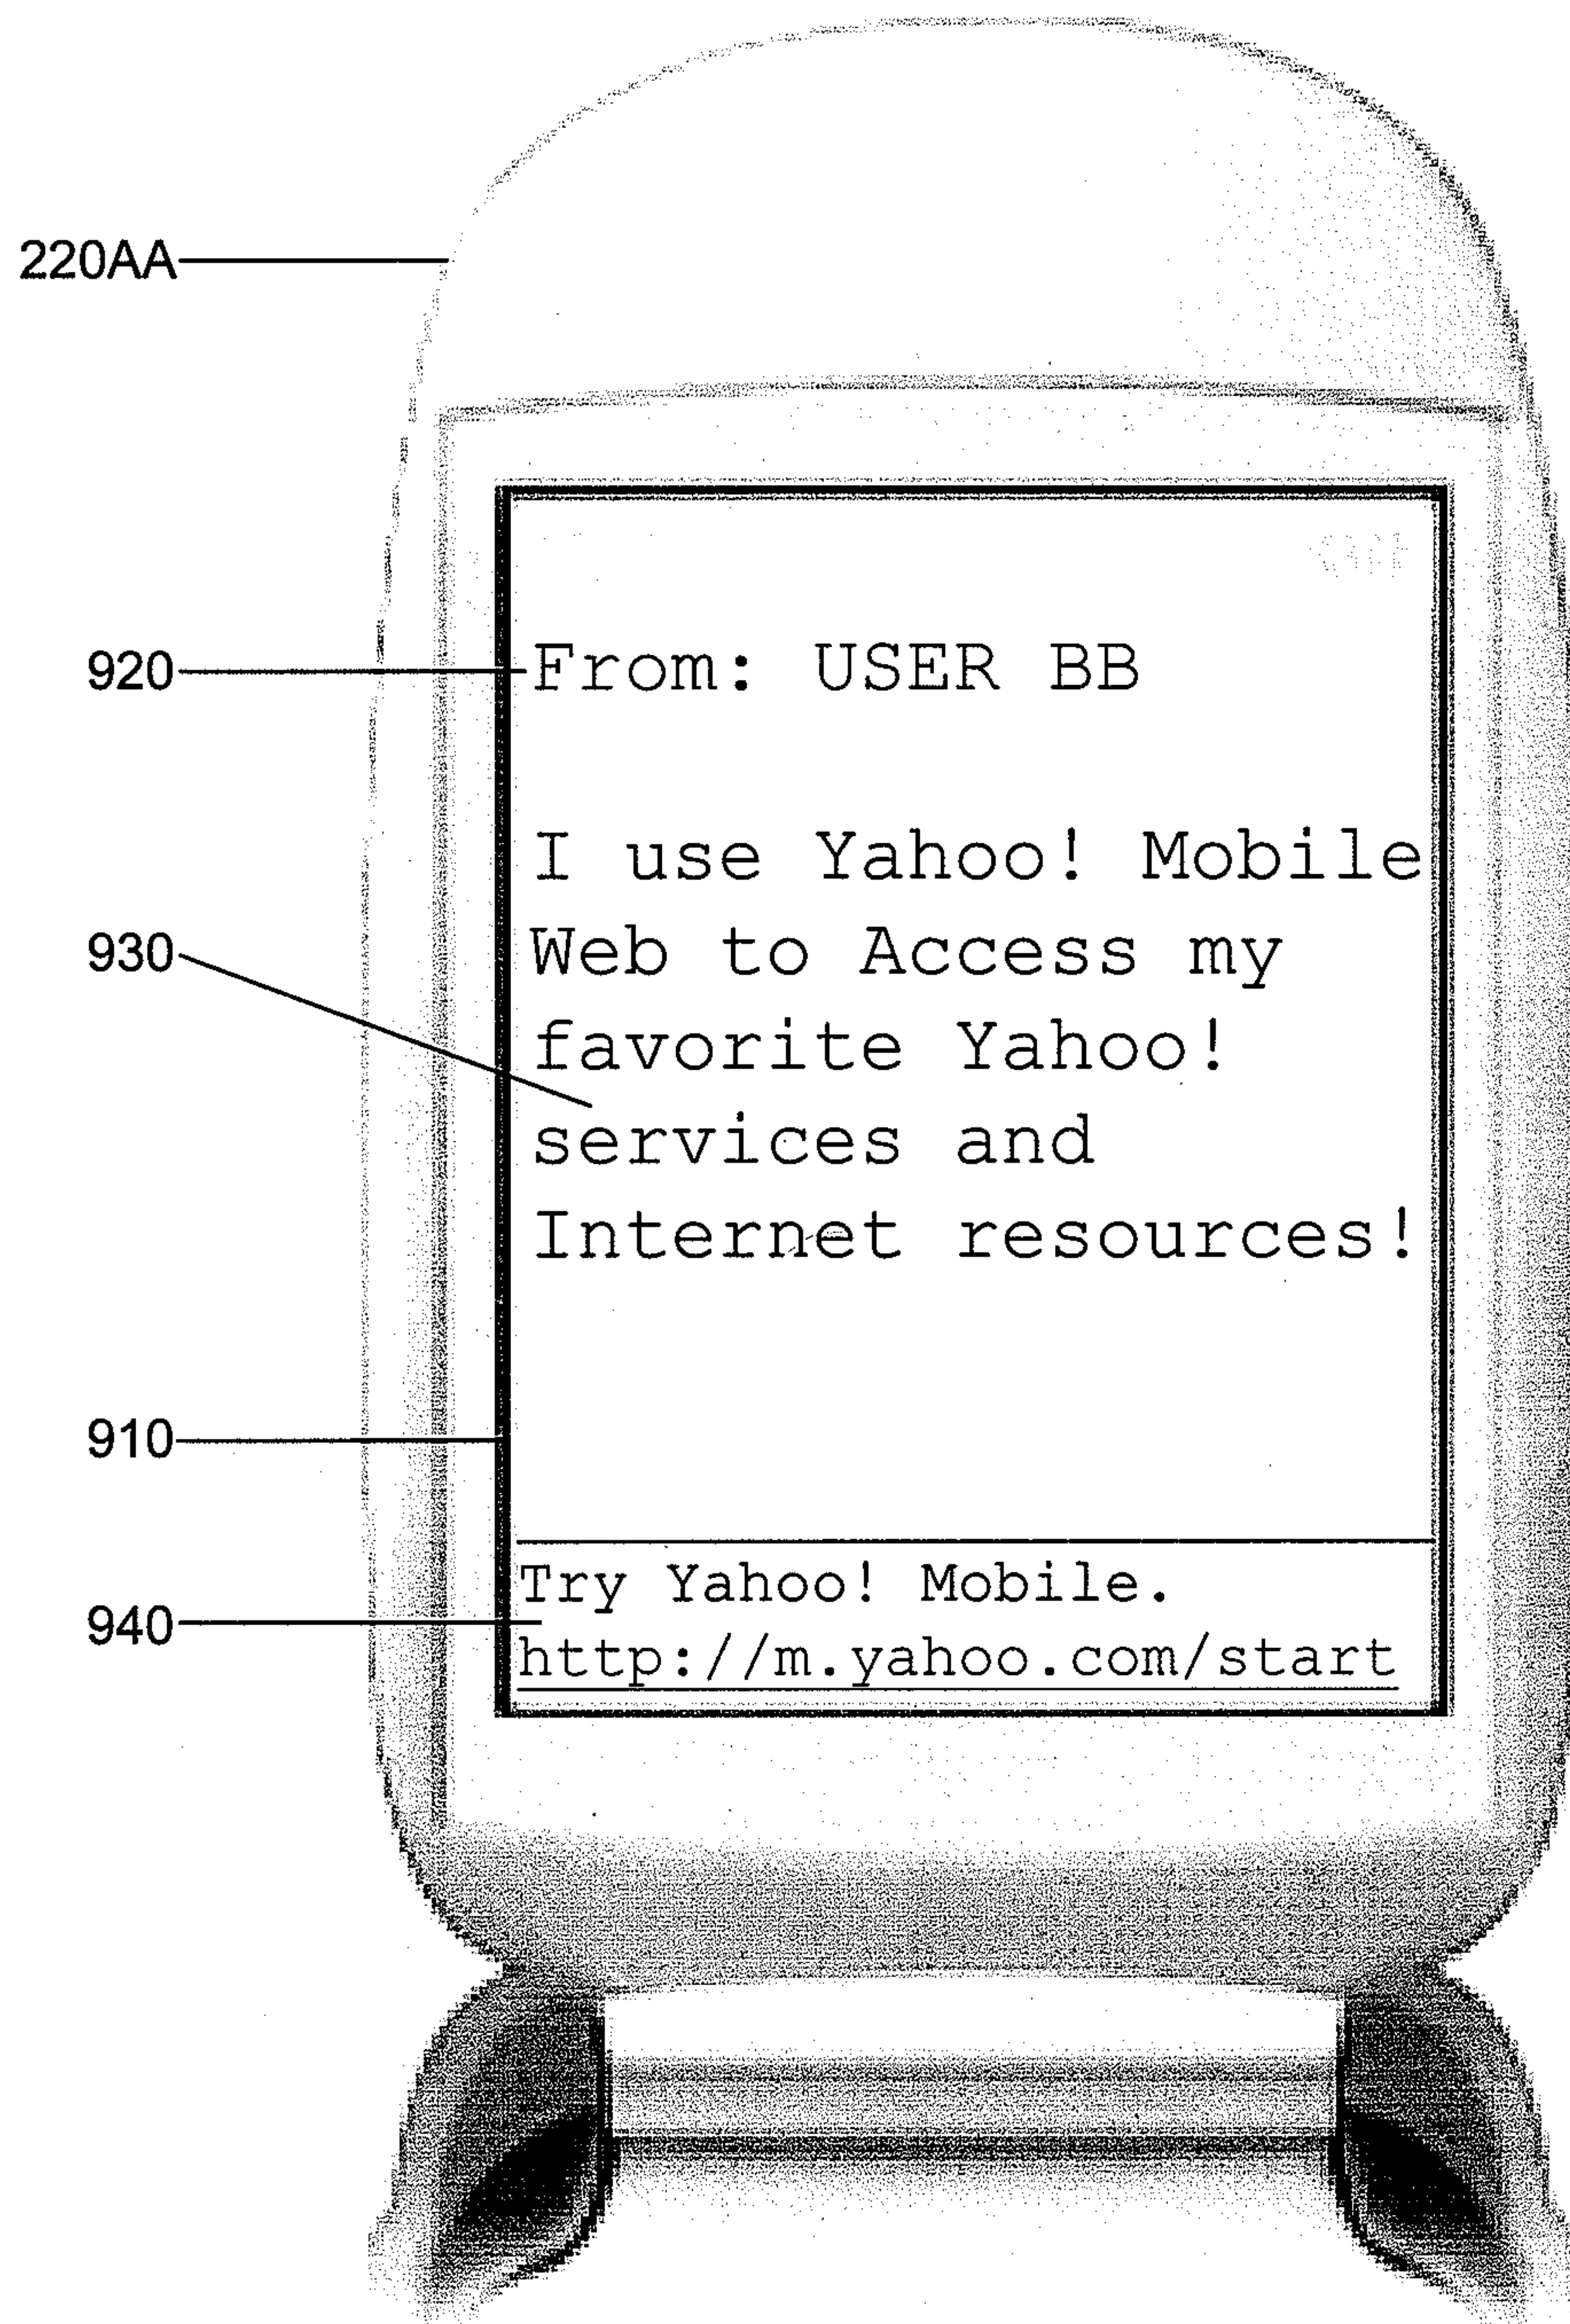 220AA
920
From: USER BB
I use Yahoo! Mobile
930
Web to Access my
favorite Yahoo!
services and
Internet resources!
910
Try Yahoo! Mobile.
940
http://m.yahoo.com/start